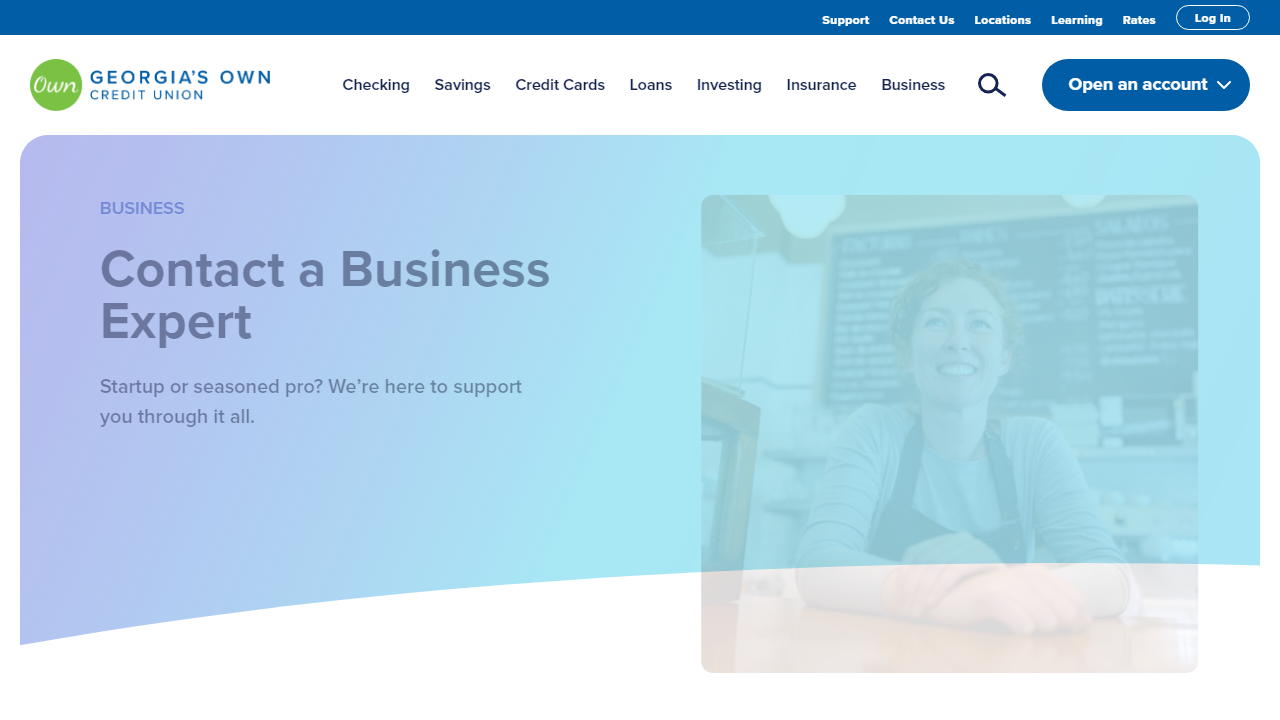 Support Contact Us Locations Learning Rates Log In
Own GEORGIA'S OWN
CREDIT UNION
Checking Savings Credit Cards Loans Investing Insurance Business Open an account
BUSINESS
Contact a Business
Expert
Startup or seasoned pro? We’re here to support
you through it all.